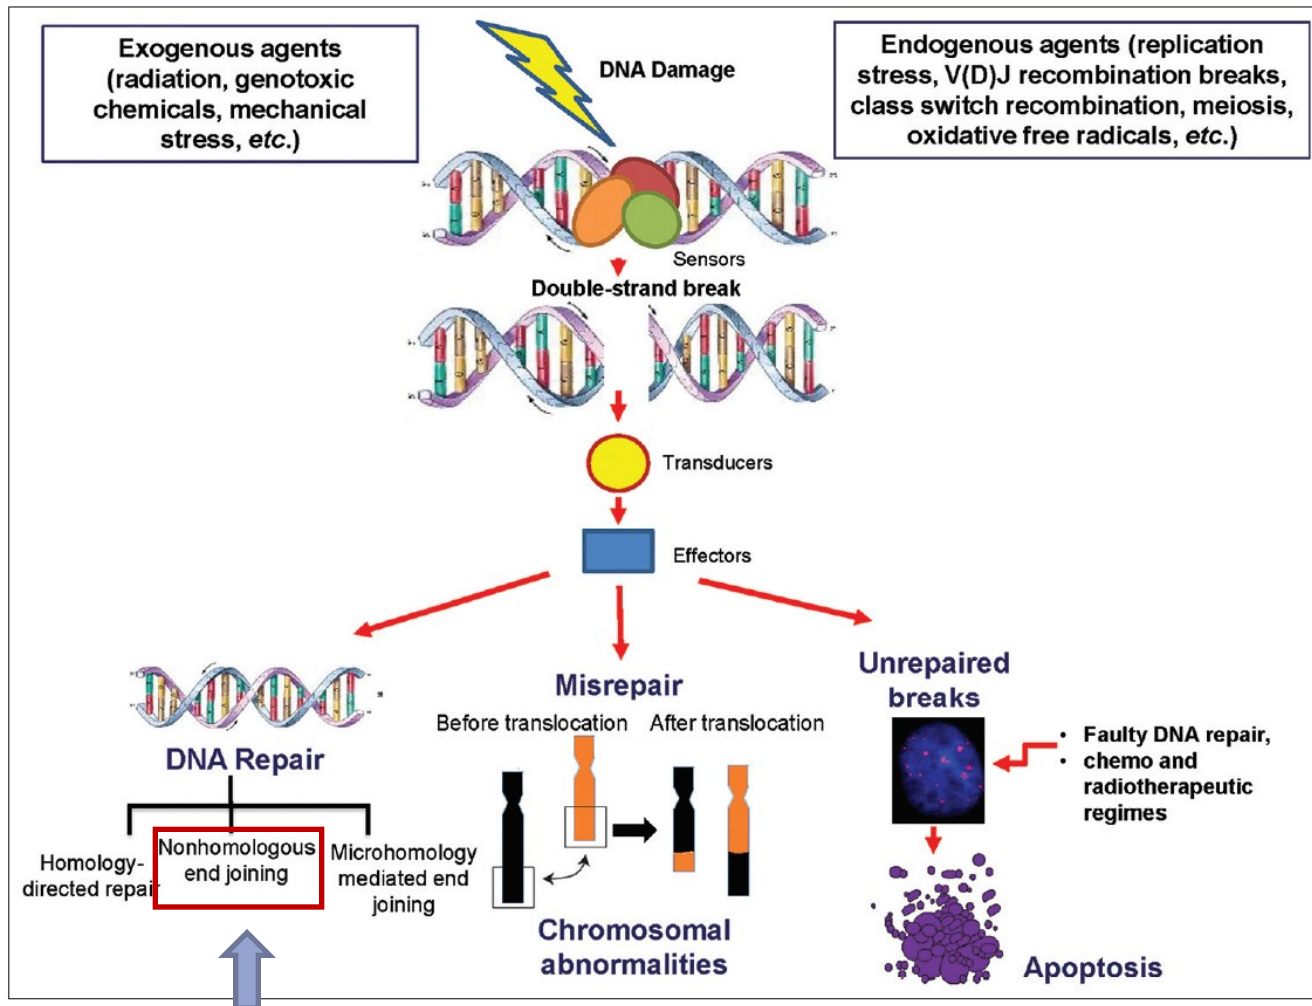 Exogenous agents
(radiation, genotoxic
chemicals, mechanical
stress, etc.)
DNA Damage
Endogenous agents (replication
stress, V(D)J recombination breaks,
class switch recombination, meiosis,
oxidative free radicals, etc.)
Sensors
Double-strand break
Transducers
Effectors
DNA Repair
Homology-
directed repair
Nonhomologous
end joining
Microhomology
mediated end
joining
Misrepair
Before translocation
After translocation
Chromosomal
abnormalities
Unrepaired
breaks
• Faulty DNA repair,
• chemo and
radiotherapeutic
regimes
Apoptosis